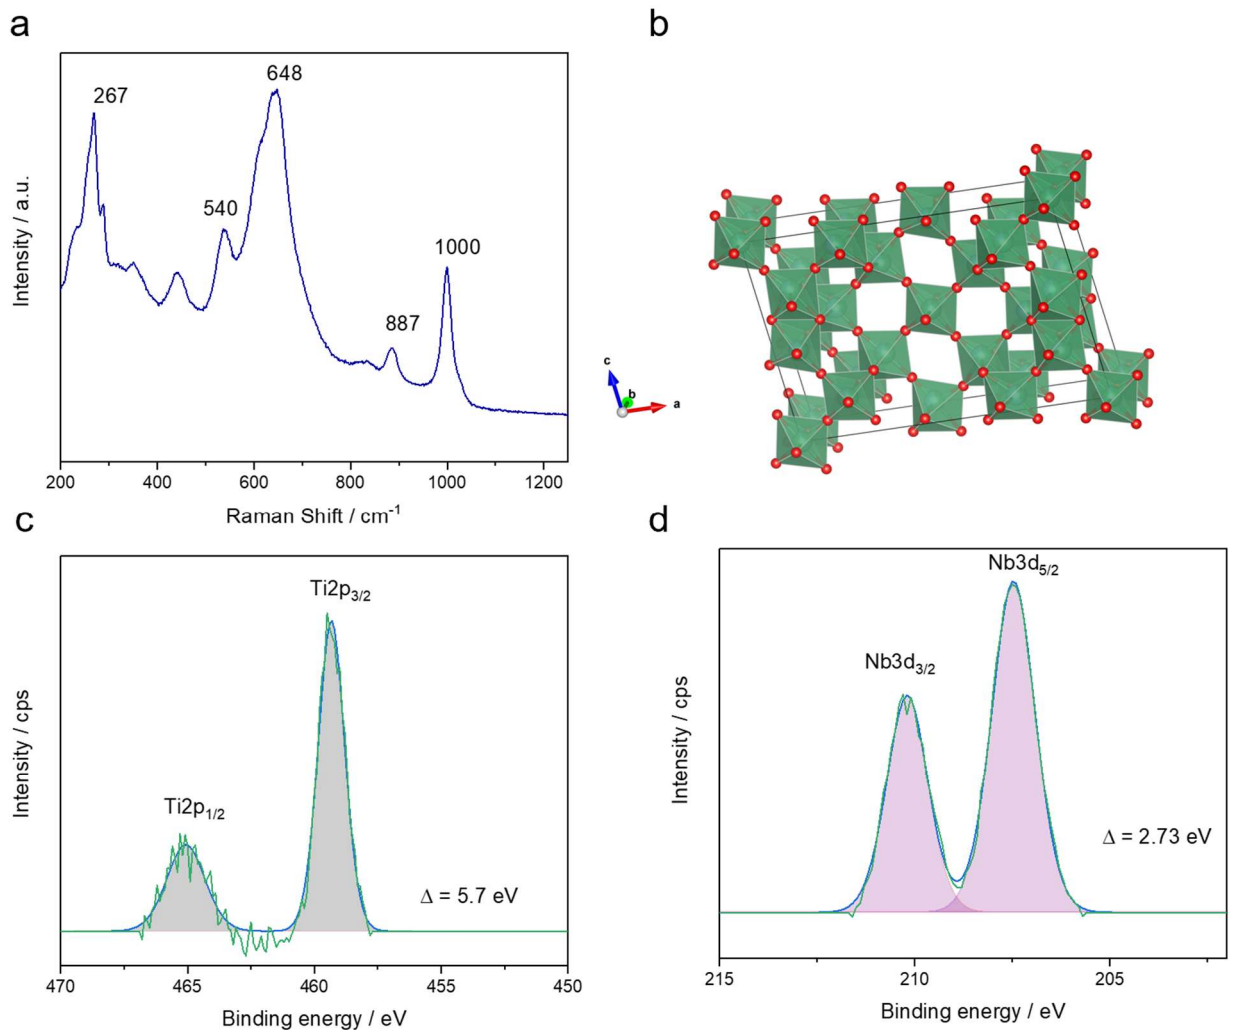 a
648
267
540
1000
887
Intensity / a.u.
200 400 600 800 1000 1200
Raman Shift / cm⁻¹
b
c
b
a
c
Ti2p₃/₂
Ti2p₁/₂
Δ = 5.7 eV
Intensity / cps
470 465 460 455 450
Binding energy / eV
d
Nb3d₅/₂
Nb3d₃/₂
Δ = 2.73 eV
Intensity / cps
215 210 205
Binding energy / eV